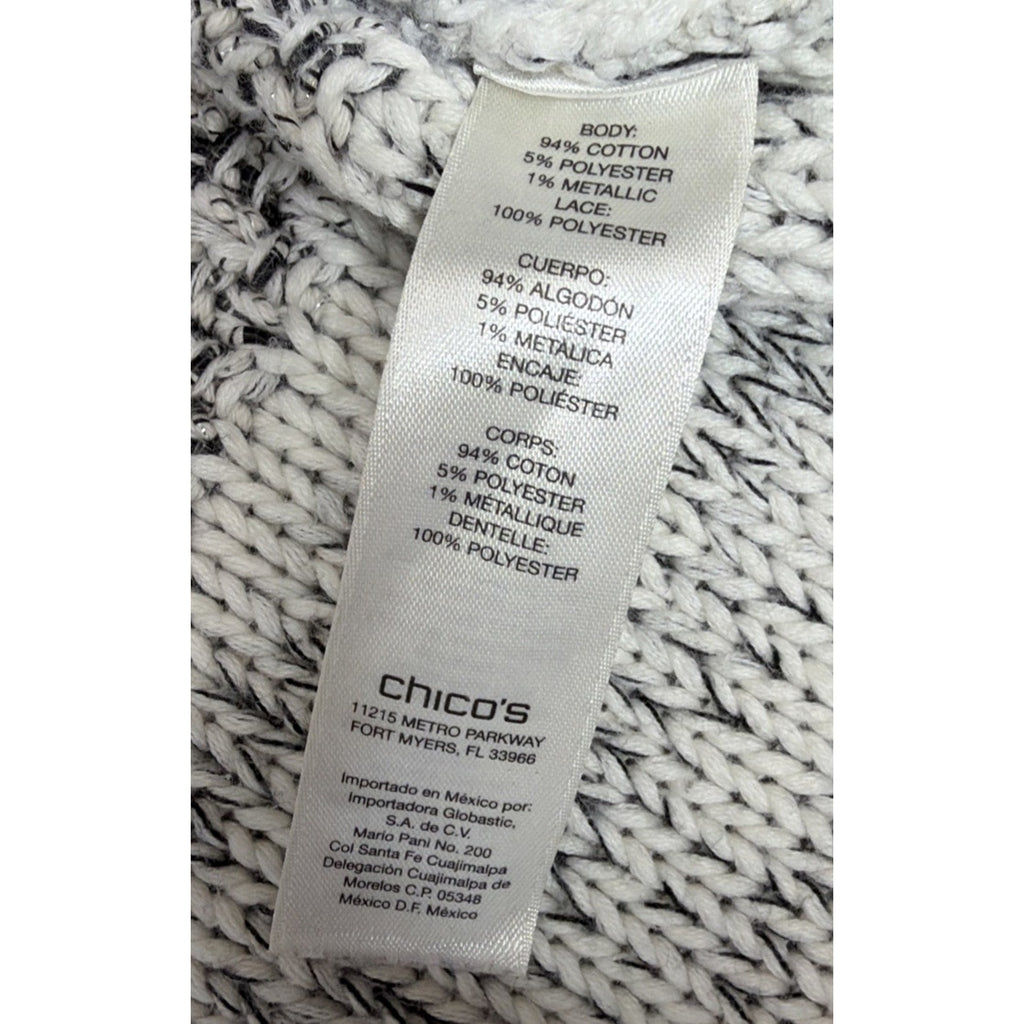 BODY:
94% COTTON
5% POLYESTER
1% METALLIC
LACE:
100% POLYESTER
CUERPO:
94% ALGODÓN
5% POLIÉSTER
1% METÁLICA
ENCAJE:
100% POLIÉSTER
CORPS:
94% COTON
5% POLYESTER
1% MÉTALLIQUE
DENTELLE:
100% POLYESTER
chico's
11215 METRO PARKWAY
FORT MYERS, FL 33966
Importado en México por:
Importadora Globastic,
S.A. de C.V.
Mario Pani No. 200
Col Santa Fe Cuajimalpa
Delegación Cuajimalpa de
Morelos C.P. 05348
México D.F. México